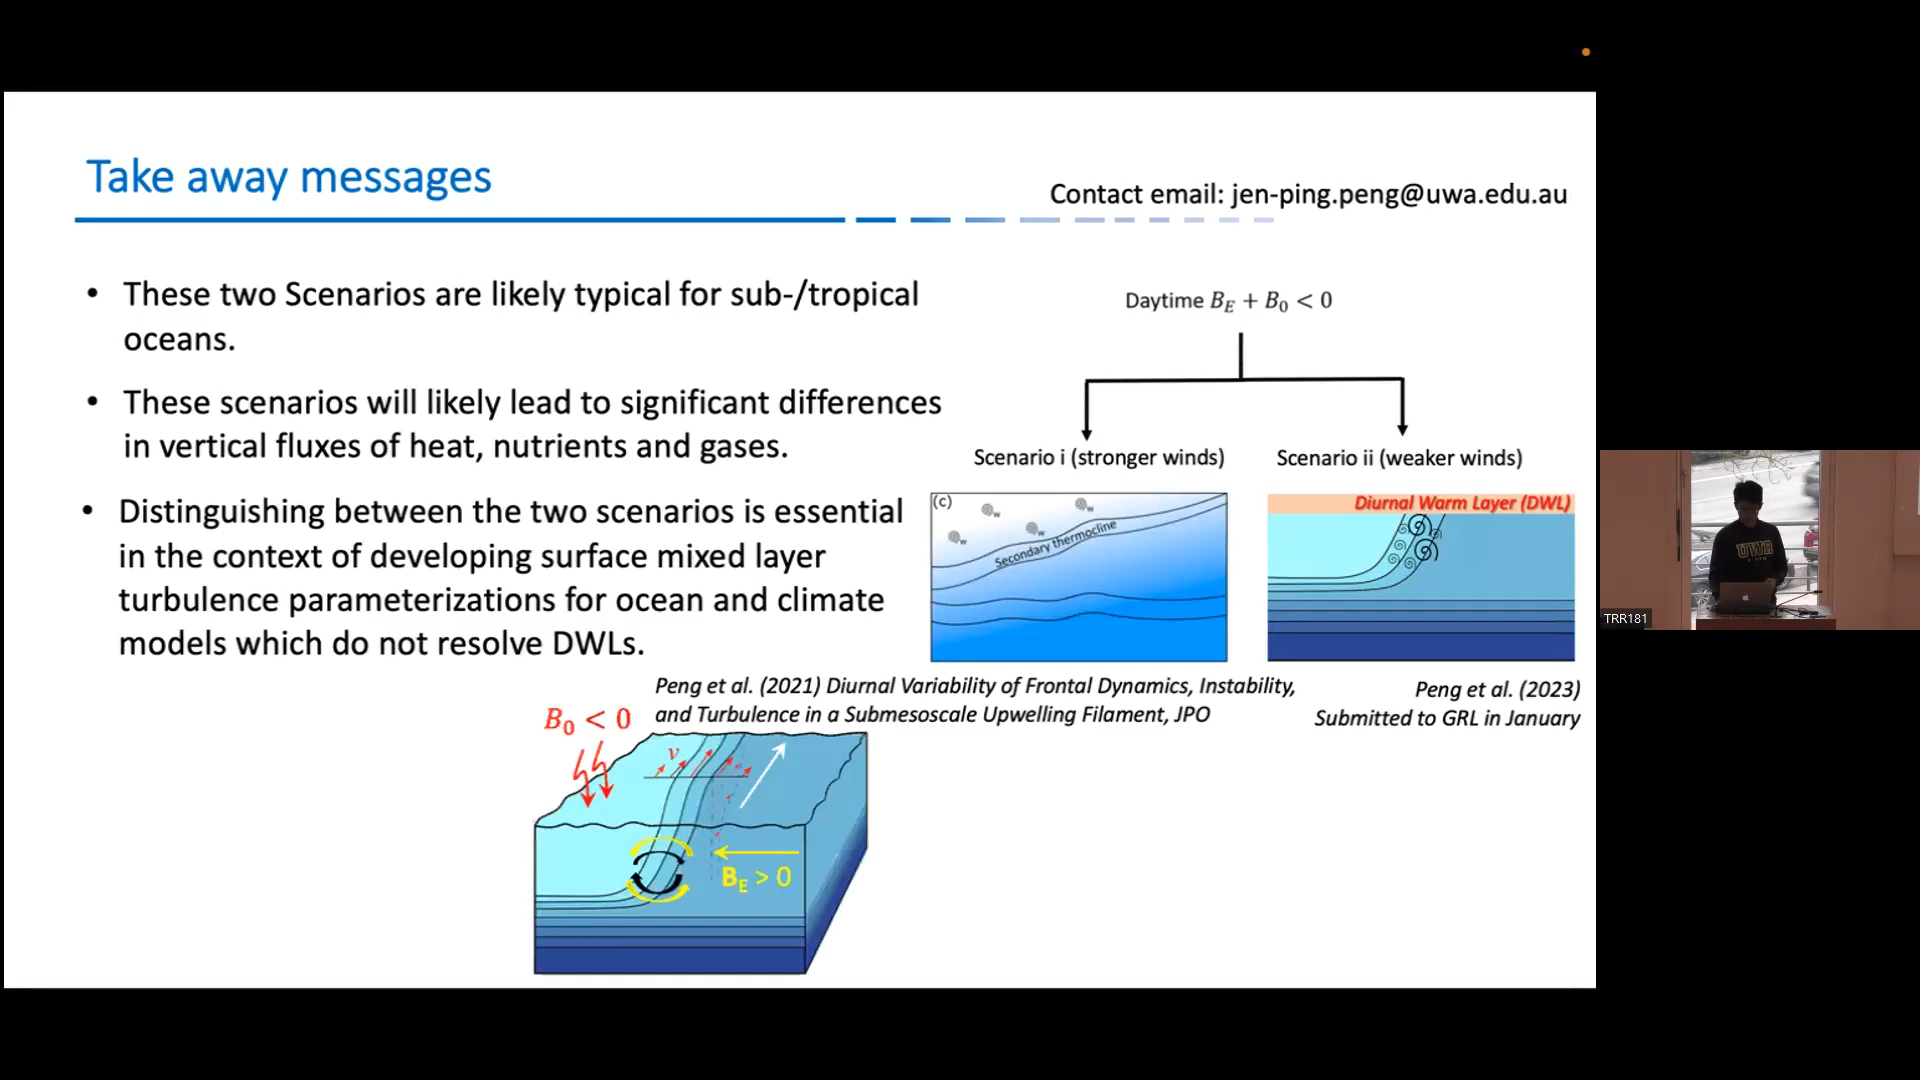 Take away messages
Contact email: jen-ping.peng@uwa.edu.au
• These two Scenarios are likely typical for sub-/tropical
oceans.
• These scenarios will likely lead to significant differences
in vertical fluxes of heat, nutrients and gases.
• Distinguishing between the two scenarios is essential
in the context of developing surface mixed layer
turbulence parameterizations for ocean and climate
models which do not resolve DWLs.
Daytime B_E + B_0 < 0
Scenario i (stronger winds)
Scenario ii (weaker winds)
(c)
w
w
w
w
Secondary thermocline
Diurnal Warm Layer (DWL)
Peng et al. (2021) Diurnal Variability of Frontal Dynamics, Instability,
and Turbulence in a Submesoscale Upwelling Filament, JPO
Peng et al. (2023)
Submitted to GRL in January
B_0 < 0
v
B_E > 0
UWA
TRR181